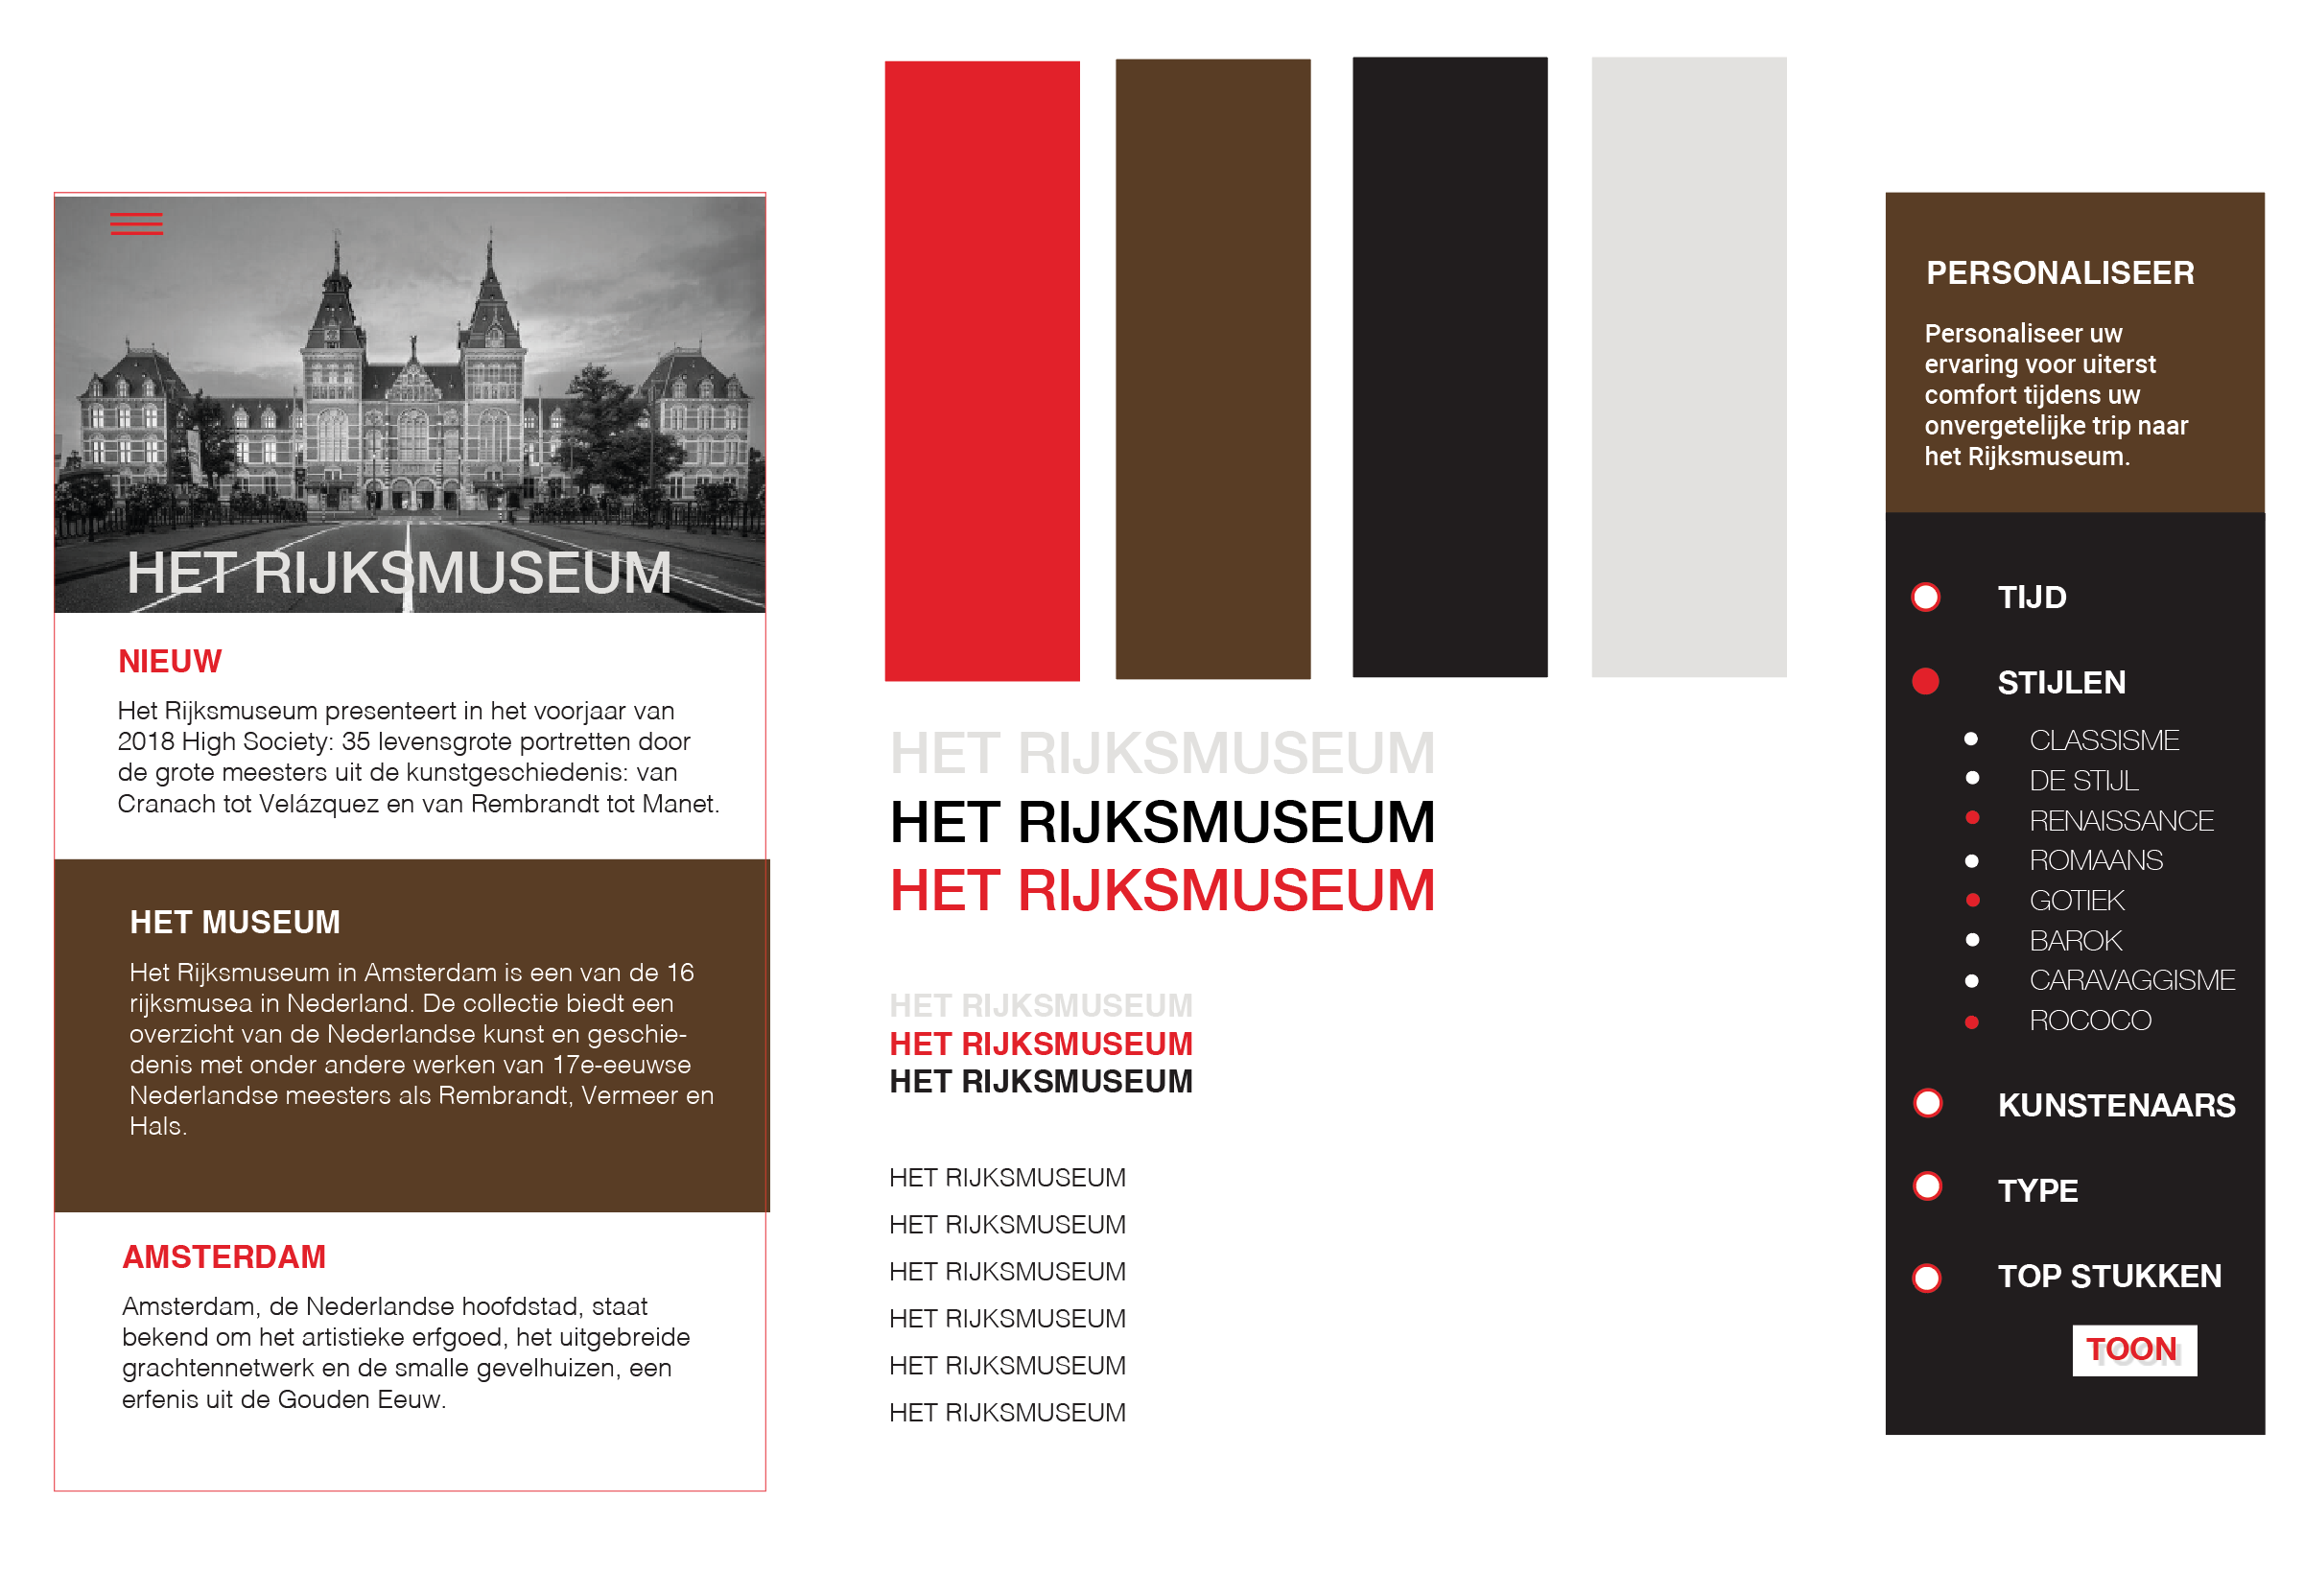 HET RIJKSMUSEUM
NIEUW
Het Rijksmuseum presenteert in het voorjaar van
2018 High Society: 35 levensgrote portretten door
de grote meesters uit de kunstgeschiedenis: van
Cranach tot Velázquez en van Rembrandt tot Manet.
HET MUSEUM
Het Rijksmuseum in Amsterdam is een van de 16
rijksmusea in Nederland. De collectie biedt een
overzicht van de Nederlandse kunst en geschie-
denis met onder andere werken van 17e-eeuwse
Nederlandse meesters als Rembrandt, Vermeer en
Hals.
AMSTERDAM
Amsterdam, de Nederlandse hoofdstad, staat
bekend om het artistieke erfgoed, het uitgebreide
grachtennetwerk en de smalle gevelhuizen, een
erfenis uit de Gouden Eeuw.
HET RIJKSMUSEUM
HET RIJKSMUSEUM
HET RIJKSMUSEUM
HET RIJKSMUSEUM
HET RIJKSMUSEUM
HET RIJKSMUSEUM
HET RIJKSMUSEUM
HET RIJKSMUSEUM
HET RIJKSMUSEUM
HET RIJKSMUSEUM
HET RIJKSMUSEUM
HET RIJKSMUSEUM
PERSONALISEER
Personaliseer uw
ervaring voor uiterst
comfort tijdens uw
onvergetelijke trip naar
het Rijksmuseum.
TIJD
STIJLEN
CLASSISME
DE STIJL
RENAISSANCE
ROMAANS
GOTIEK
BAROK
CARAVAGGISME
ROCOCO
KUNSTENAARS
TYPE
TOP STUKKEN
TOON